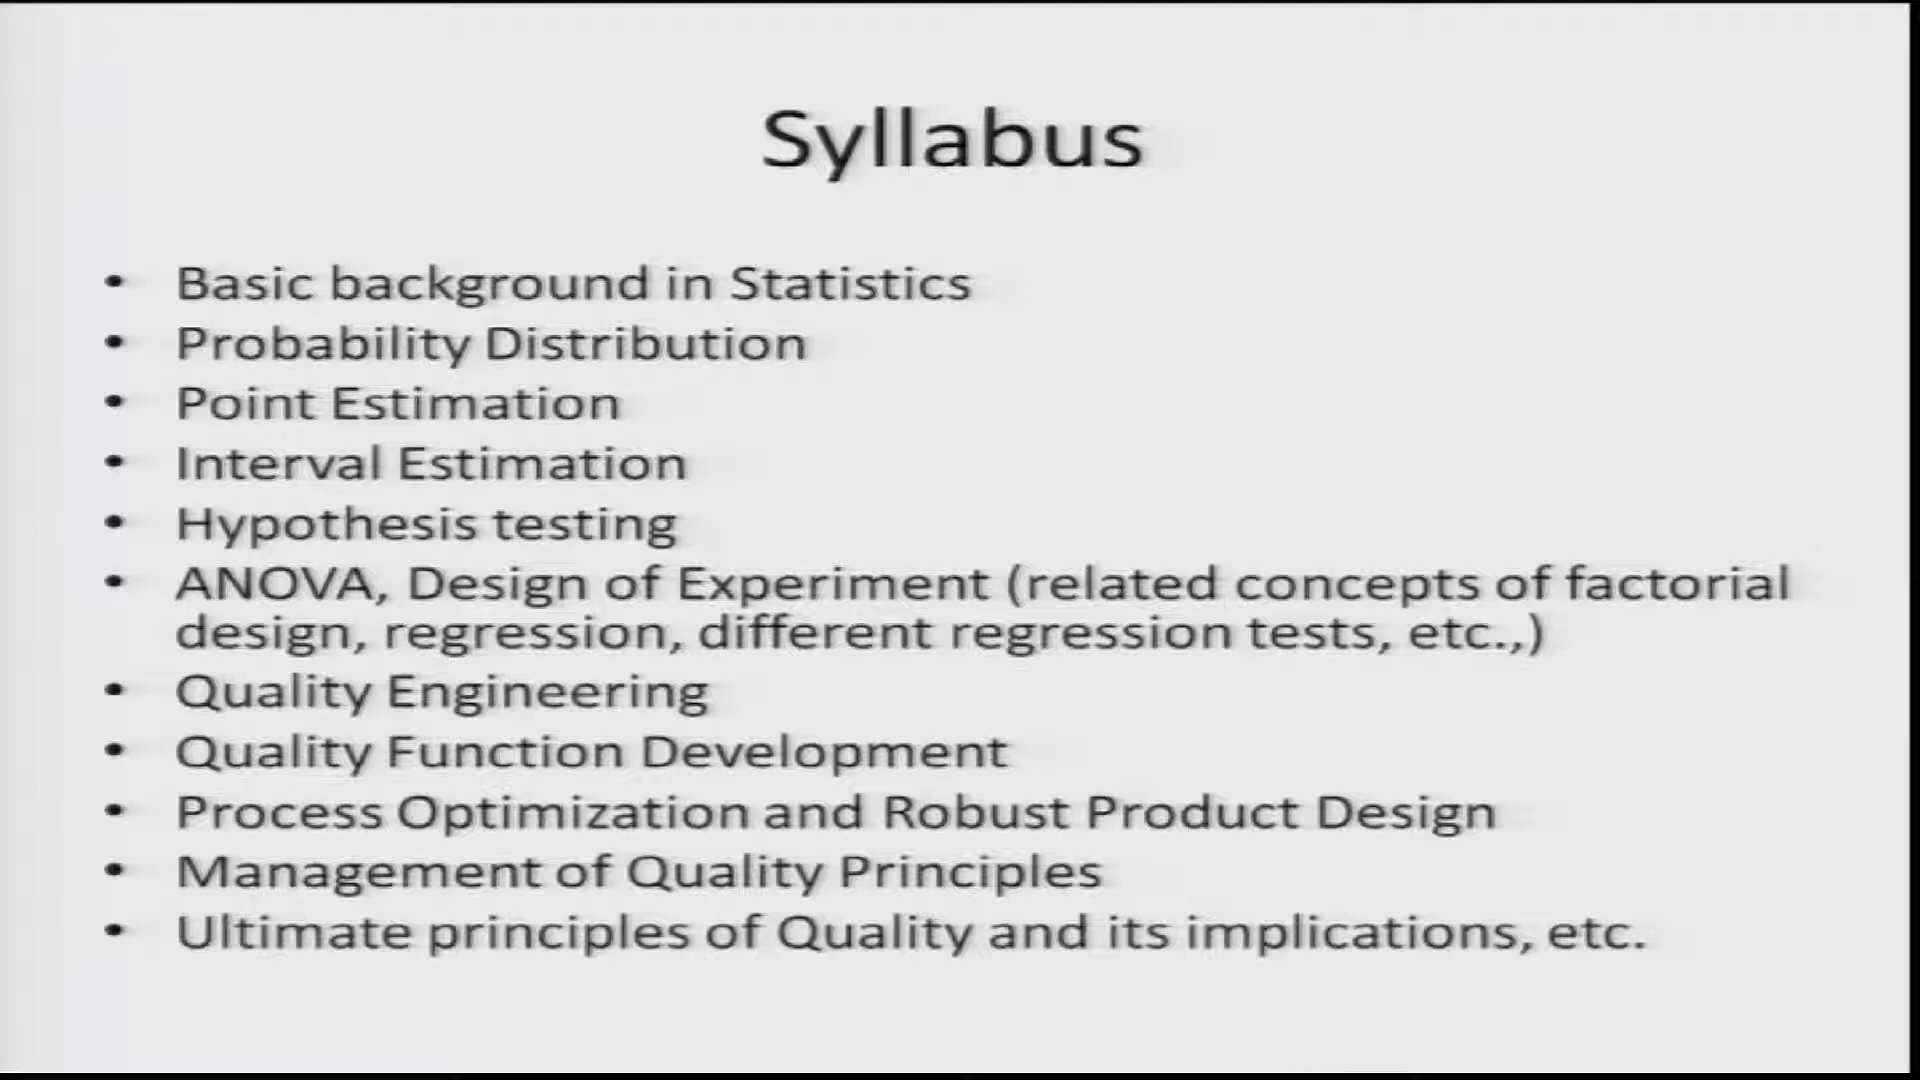 Syllabus
• Basic background in Statistics
• Probability Distribution
• Point Estimation
• Interval Estimation
• Hypothesis testing
• ANOVA, Design of Experiment (related concepts of factorial
design, regression, different regression tests, etc.,)
• Quality Engineering
• Quality Function Development
• Process Optimization and Robust Product Design
• Management of Quality Principles
• Ultimate principles of Quality and its implications, etc.